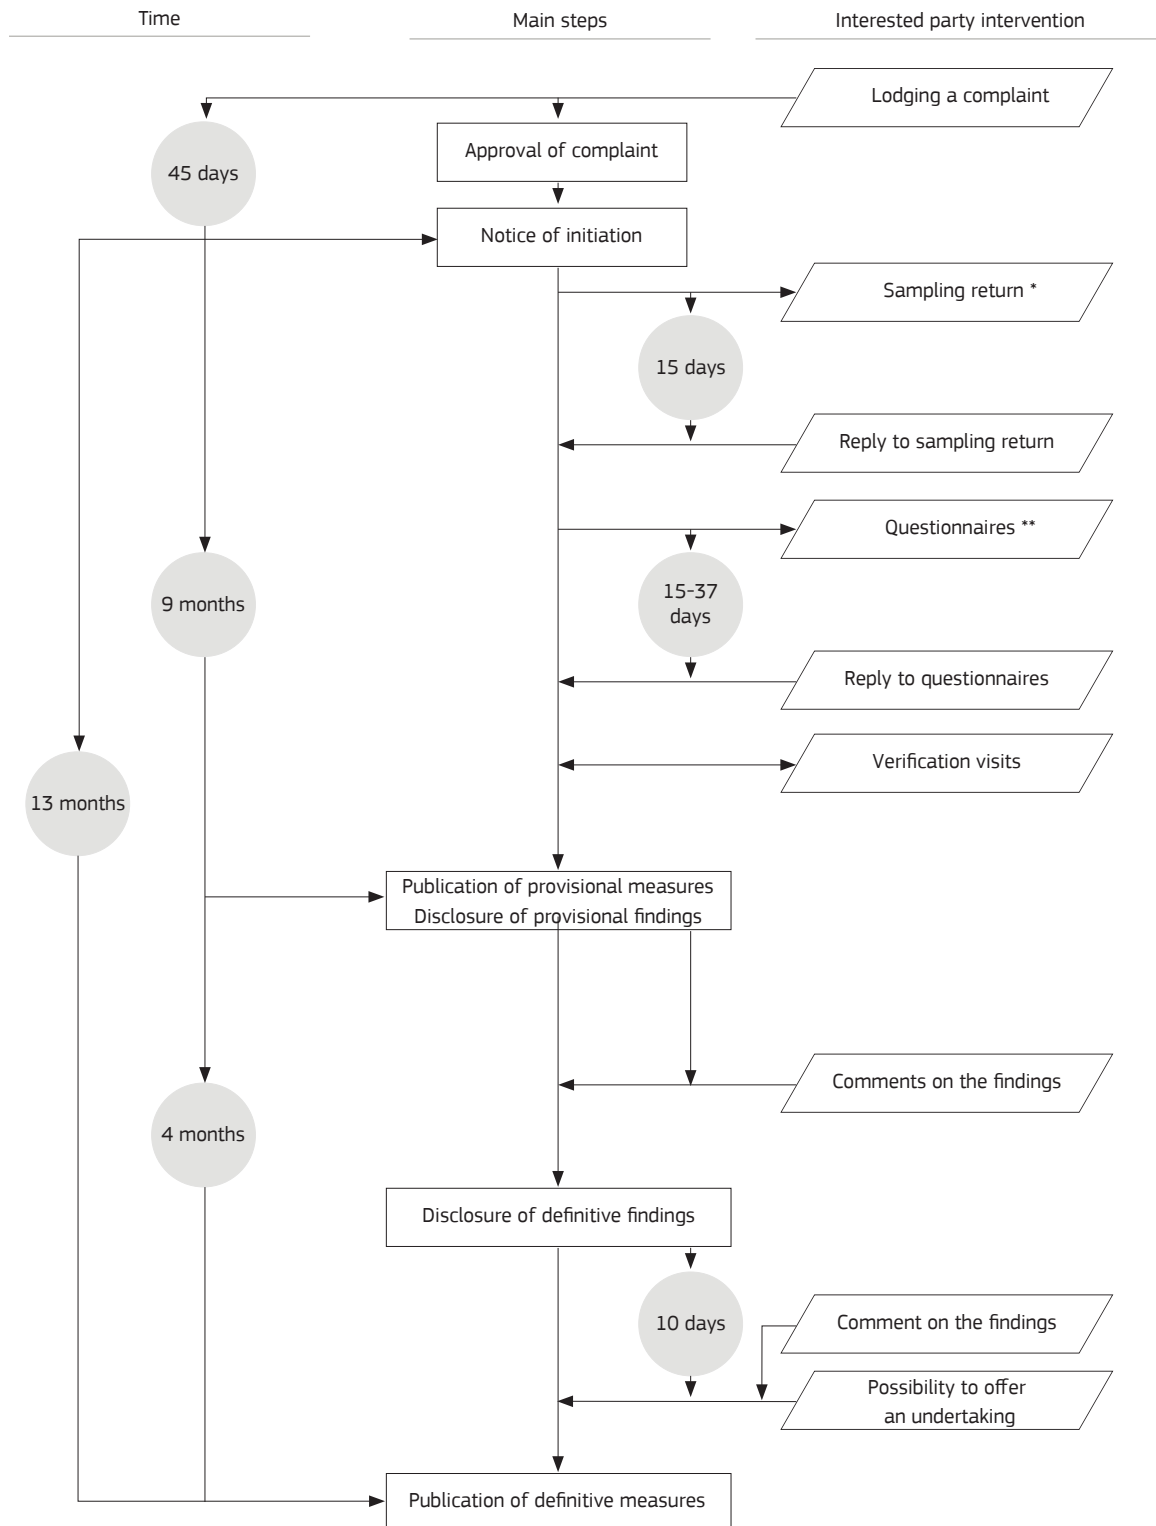 Time
Main steps
Interested party intervention
Lodging a complaint
Approval of complaint
45 days
Notice of initiation
Sampling return *
15 days
Reply to sampling return
Questionnaires **
15-37
days
9 months
Reply to questionnaires
Verification visits
13 months
Publication of provisional measures
Disclosure of provisional findings
Comments on the findings
4 months
Disclosure of definitive findings
10 days
Comment on the findings
Possibility to offer
an undertaking
Publication of definitive measures